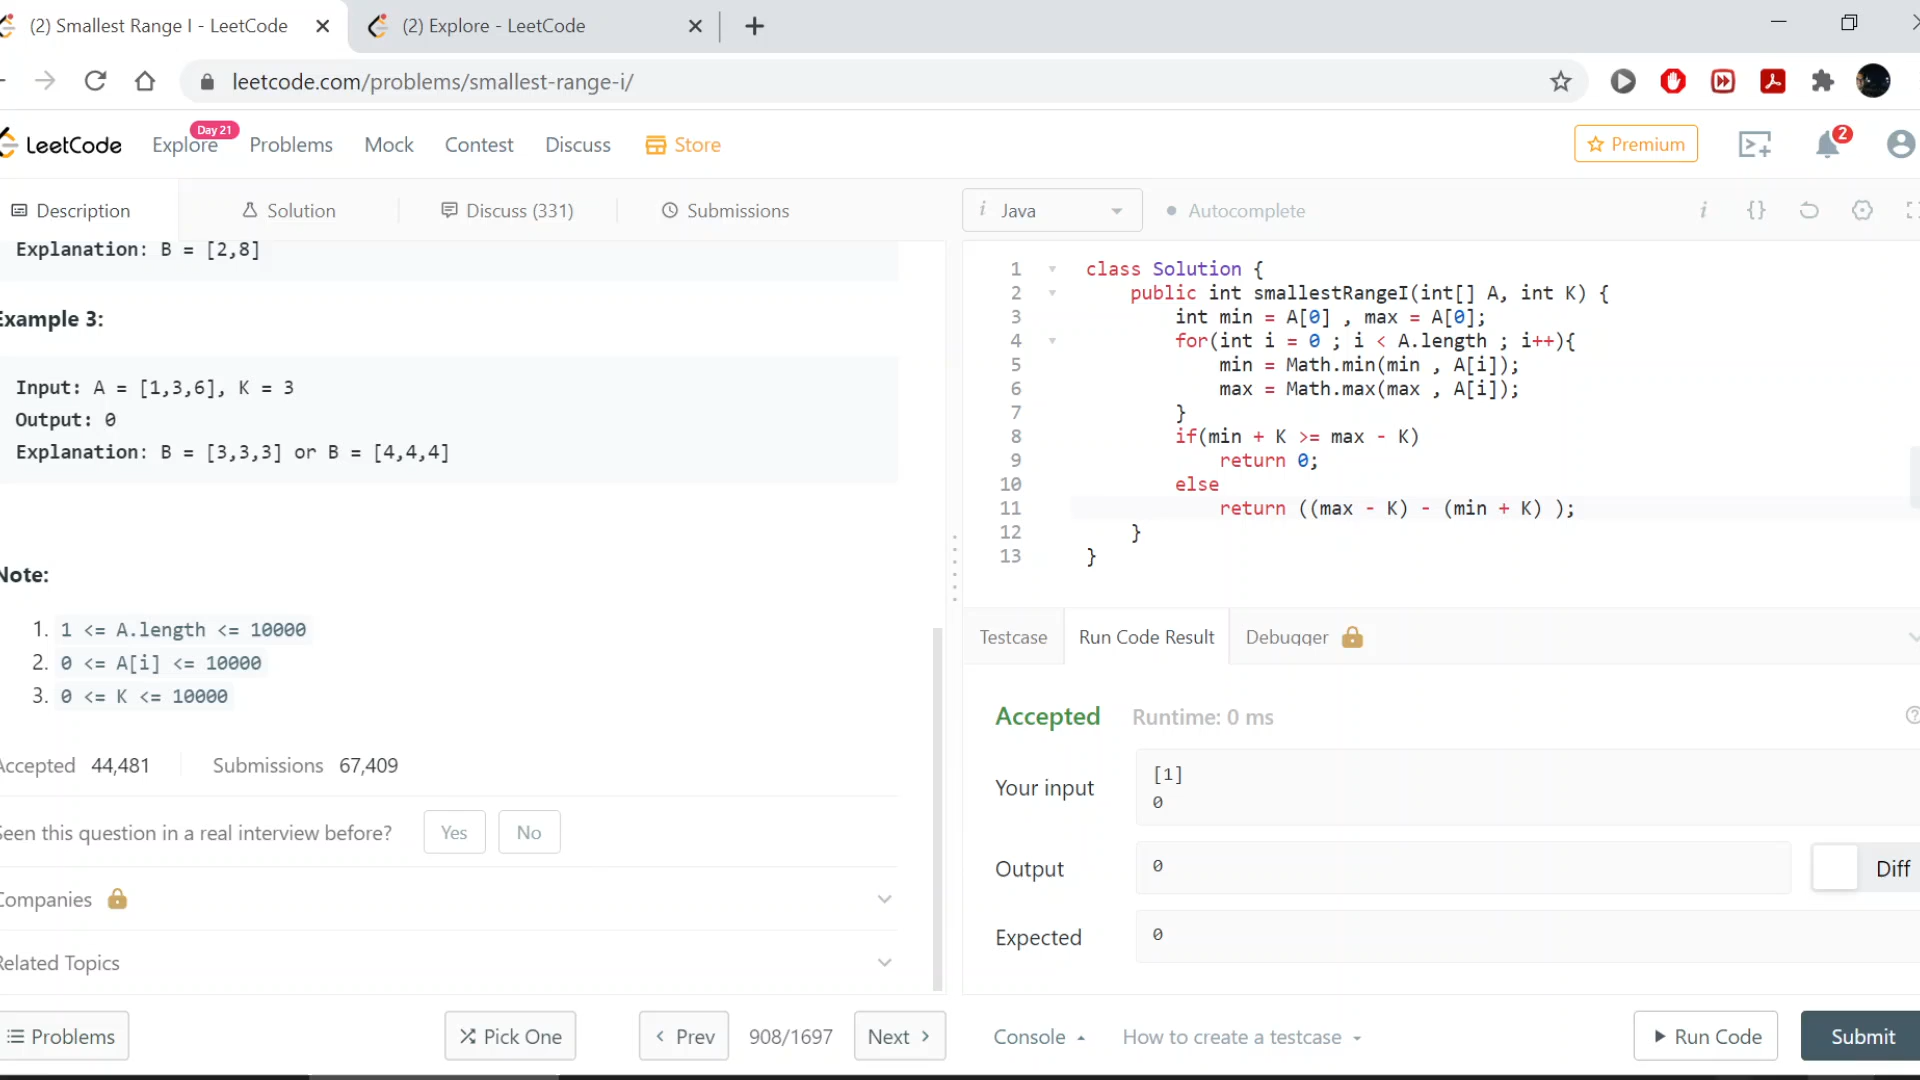 (2) Smallest Range I - LeetCode
(2) Explore - LeetCode
leetcode.com/problems/smallest-range-i/
LeetCode
Explore
Day 21
Problems
Mock
Contest
Discuss
Store
Premium
2
Description
Solution
Discuss (331)
Submissions
Explanation: B = [2,8]
Example 3:
Input: A = [1,3,6], K = 3
Output: 0
Explanation: B = [3,3,3] or B = [4,4,4]
Note:
1. 1 <= A.length <= 10000
2. 0 <= A[i] <= 10000
3. 0 <= K <= 10000
Accepted 44,481
Submissions 67,409
Seen this question in a real interview before?
Yes
No
Companies
Related Topics
Problems
Pick One
Prev
908/1697
Next
i Java
Autocomplete
i
{}
1 class Solution {
2 public int smallestRangeI(int[] A, int K) {
3 int min = A[0] , max = A[0];
4 for(int i = 0 ; i < A.length ; i++){
5 min = Math.min(min , A[i]);
6 max = Math.max(max , A[i]);
7 }
8 if(min + K >= max - K)
9 return 0;
10 else
11 return ((max - K) - (min + K) );
12 }
13 }
Testcase
Run Code Result
Debugger
Accepted
Runtime: 0 ms
Your input
[1]
0
Output
0
Diff
Expected
0
Console
How to create a testcase
Run Code
Submit